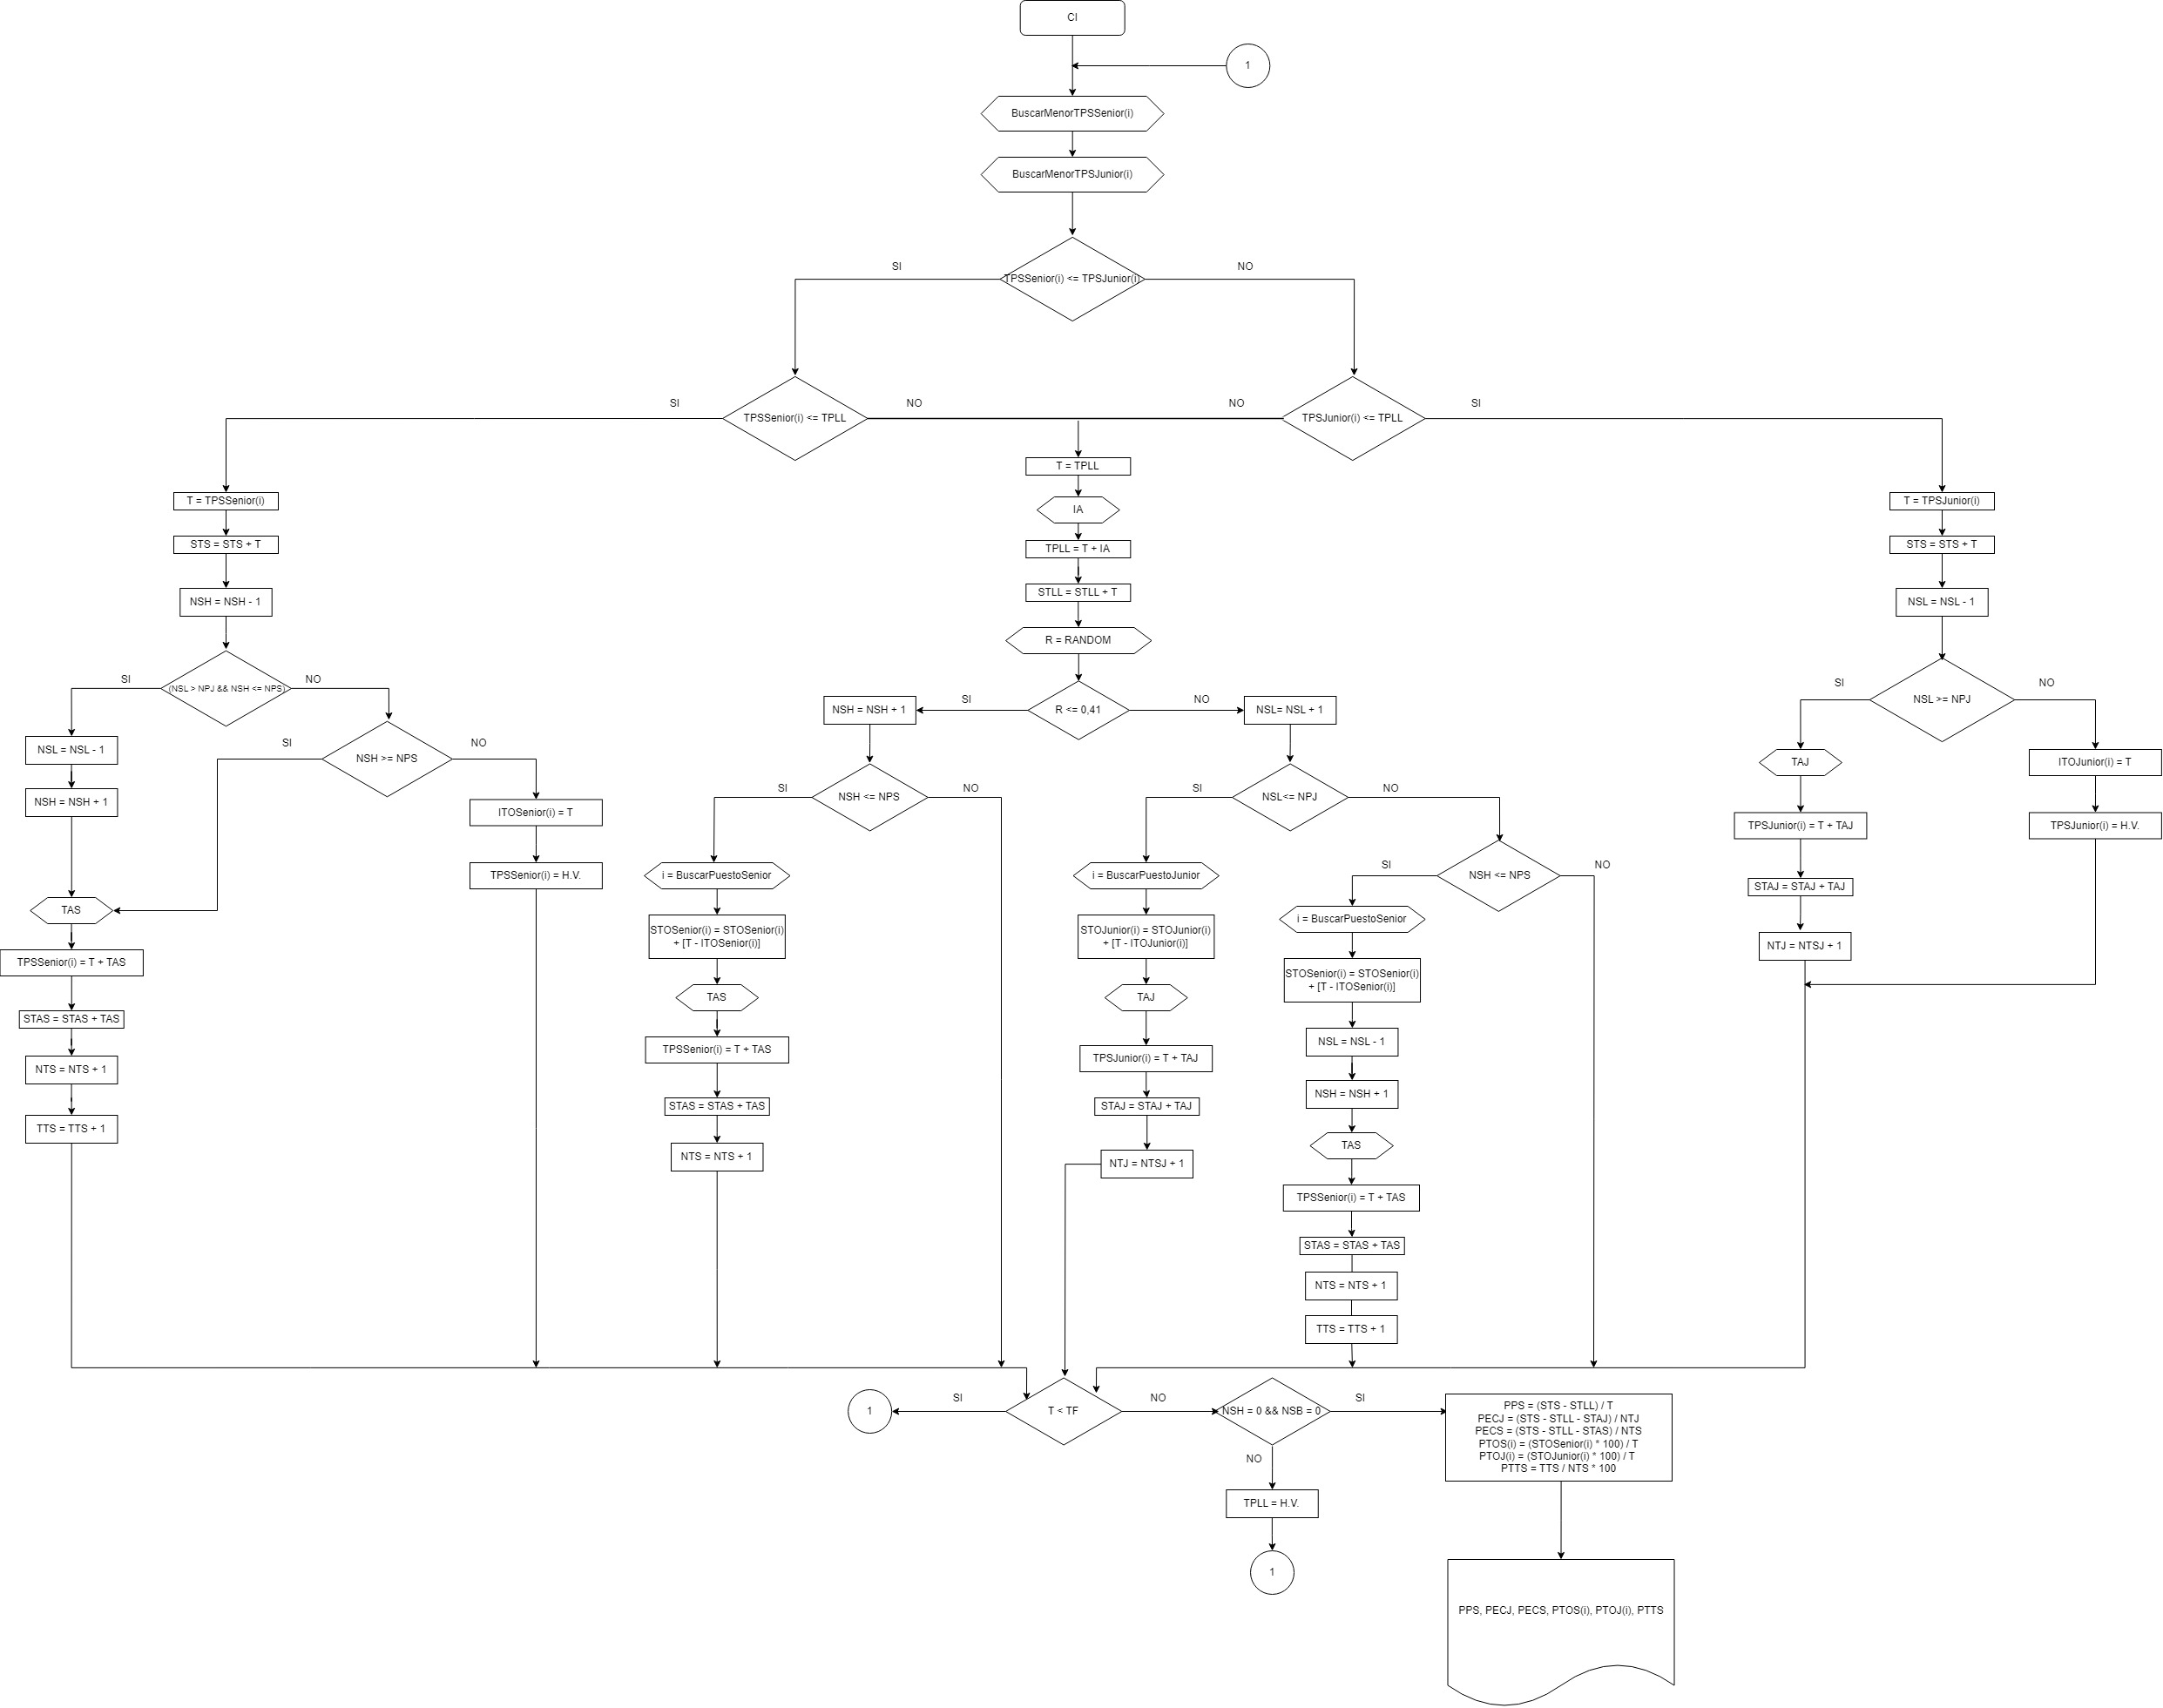 CI
1
BuscarMenorTPSSenior(i)
BuscarMenorTPSJunior(i)
SI
NO
TPSSenior(i) <= TPSJunior(i)
SI
NO
NO
SI
TPSSenior(i) <= TPLL
TPSJunior(i) <= TPLL
T = TPSSenior(i)
STS = STS + T
NSH = NSH - 1
SI
(NSL > NPJ && NSH <= NPS)
NO
NSL = NSL - 1
NSH = NSH + 1
SI
NSH >= NPS
NO
ITOSenior(i) = T
TPSSenior(i) = H.V.
TAS
TPSSenior(i) = T + TAS
STAS = STAS + TAS
NTS = NTS + 1
TTS = TTS + 1
T = TPLL
IA
TPLL = T + IA
STLL = STLL + T
R = RANDOM
SI
R <= 0,41
NO
NSH = NSH + 1
SI
NSH <= NPS
NO
i = BuscarPuestoSenior
STOSenior(i) = STOSenior(i)
+ [T - ITOSenior(i)]
TAS
TPSSenior(i) = T + TAS
STAS = STAS + TAS
NTS = NTS + 1
NSL= NSL + 1
SI
NSL<= NPJ
NO
i = BuscarPuestoJunior
STOJunior(i) = STOJunior(i)
+ [T - ITOJunior(i)]
TAJ
TPSJunior(i) = T + TAJ
STAJ = STAJ + TAJ
NTJ = NTSJ + 1
SI
NSH <= NPS
NO
i = BuscarPuestoSenior
STOSenior(i) = STOSenior(i)
+ [T - ITOSenior(i)]
NSL = NSL - 1
NSH = NSH + 1
TAS
TPSSenior(i) = T + TAS
STAS = STAS + TAS
NTS = NTS + 1
TTS = TTS + 1
T = TPSJunior(i)
STS = STS + T
NSL = NSL - 1
SI
NSL >= NPJ
NO
TAJ
TPSJunior(i) = T + TAJ
STAJ = STAJ + TAJ
NTJ = NTSJ + 1
ITOJunior(i) = T
TPSJunior(i) = H.V.
1
SI
T < TF
NO
NSH = 0 && NSB = 0
SI
NO
TPLL = H.V.
1
PPS = (STS - STLL) / T
PECJ = (STS - STLL - STAJ) / NTJ
PECS = (STS - STLL - STAS) / NTS
PTOS(i) = (STOSenior(i) * 100) / T
PTOJ(i) = (STOJunior(i) * 100) / T
PTTS = TTS / NTS * 100
PPS, PECJ, PECS, PTOS(i), PTOJ(i), PTTS